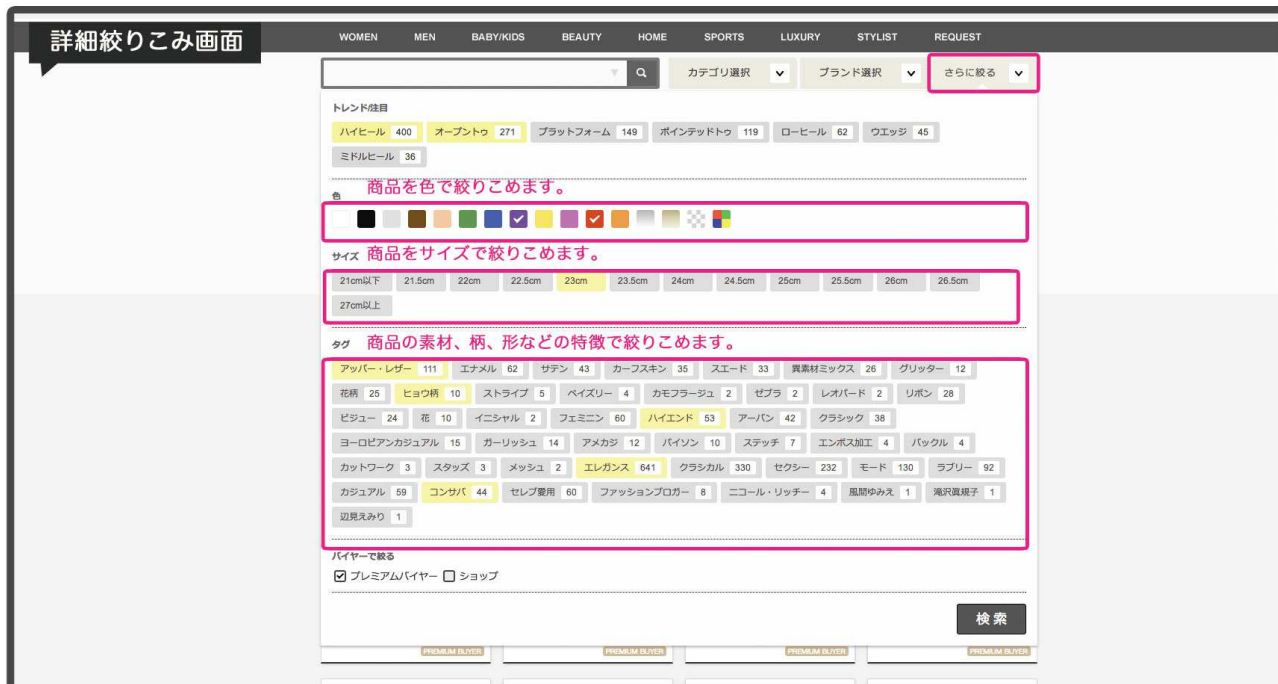 詳細絞りこみ画面
WOMEN MEN BABY/KIDS BEAUTY HOME SPORTS LUXURY STYLIST REQUEST
カテゴリ選択 ブランド選択 さらに絞る
トレンド/注目
ハイヒール 400 オープントゥ 271 プラットフォーム 149 ポインテッドトゥ 119 ローヒール 62 ウエッジ 45
ミドルヒール 36
色 商品を色で絞りこめます。
サイズ 商品をサイズで絞りこめます。
21cm以下 21.5cm 22cm 22.5cm 23cm 23.5cm 24cm 24.5cm 25cm 25.5cm 26cm 26.5cm
27cm以上
タグ 商品の素材、柄、形などの特徴で絞りこめます。
アッパー・レザー 111 エナメル 62 サテン 43 カーフスキン 35 スエード 33 異素材ミックス 26 グリッター 12
花柄 25 ヒョウ柄 10 ストライプ 5 ペイズリー 4 カモフラージュ 2 ゼブラ 2 レオパード 2 リボン 28
ビジュー 24 花 10 イニシャル 2 フェミニン 60 ハイエンド 53 アーバン 42 クラシック 38
ヨーロピアンカジュアル 15 ガーリッシュ 14 アメカジ 12 パイソン 10 ステッチ 7 エンボス加工 4 バックル 4
カットワーク 3 スタッズ 3 メッシュ 2 エレガンス 641 クラシカル 330 セクシー 232 モード 130 ラブリー 92
カジュアル 59 コンサバ 44 セレブ愛用 60 ファッションブロガー 8 ニコール・リッチー 4 風間ゆみえ 1 滝沢眞規子 1
辺見えみり 1
バイヤーで絞る
プレミアムバイヤー ショップ
検索
PREMIUM BUYER PREMIUM BUYER PREMIUM BUYER PREMIUM BUYER